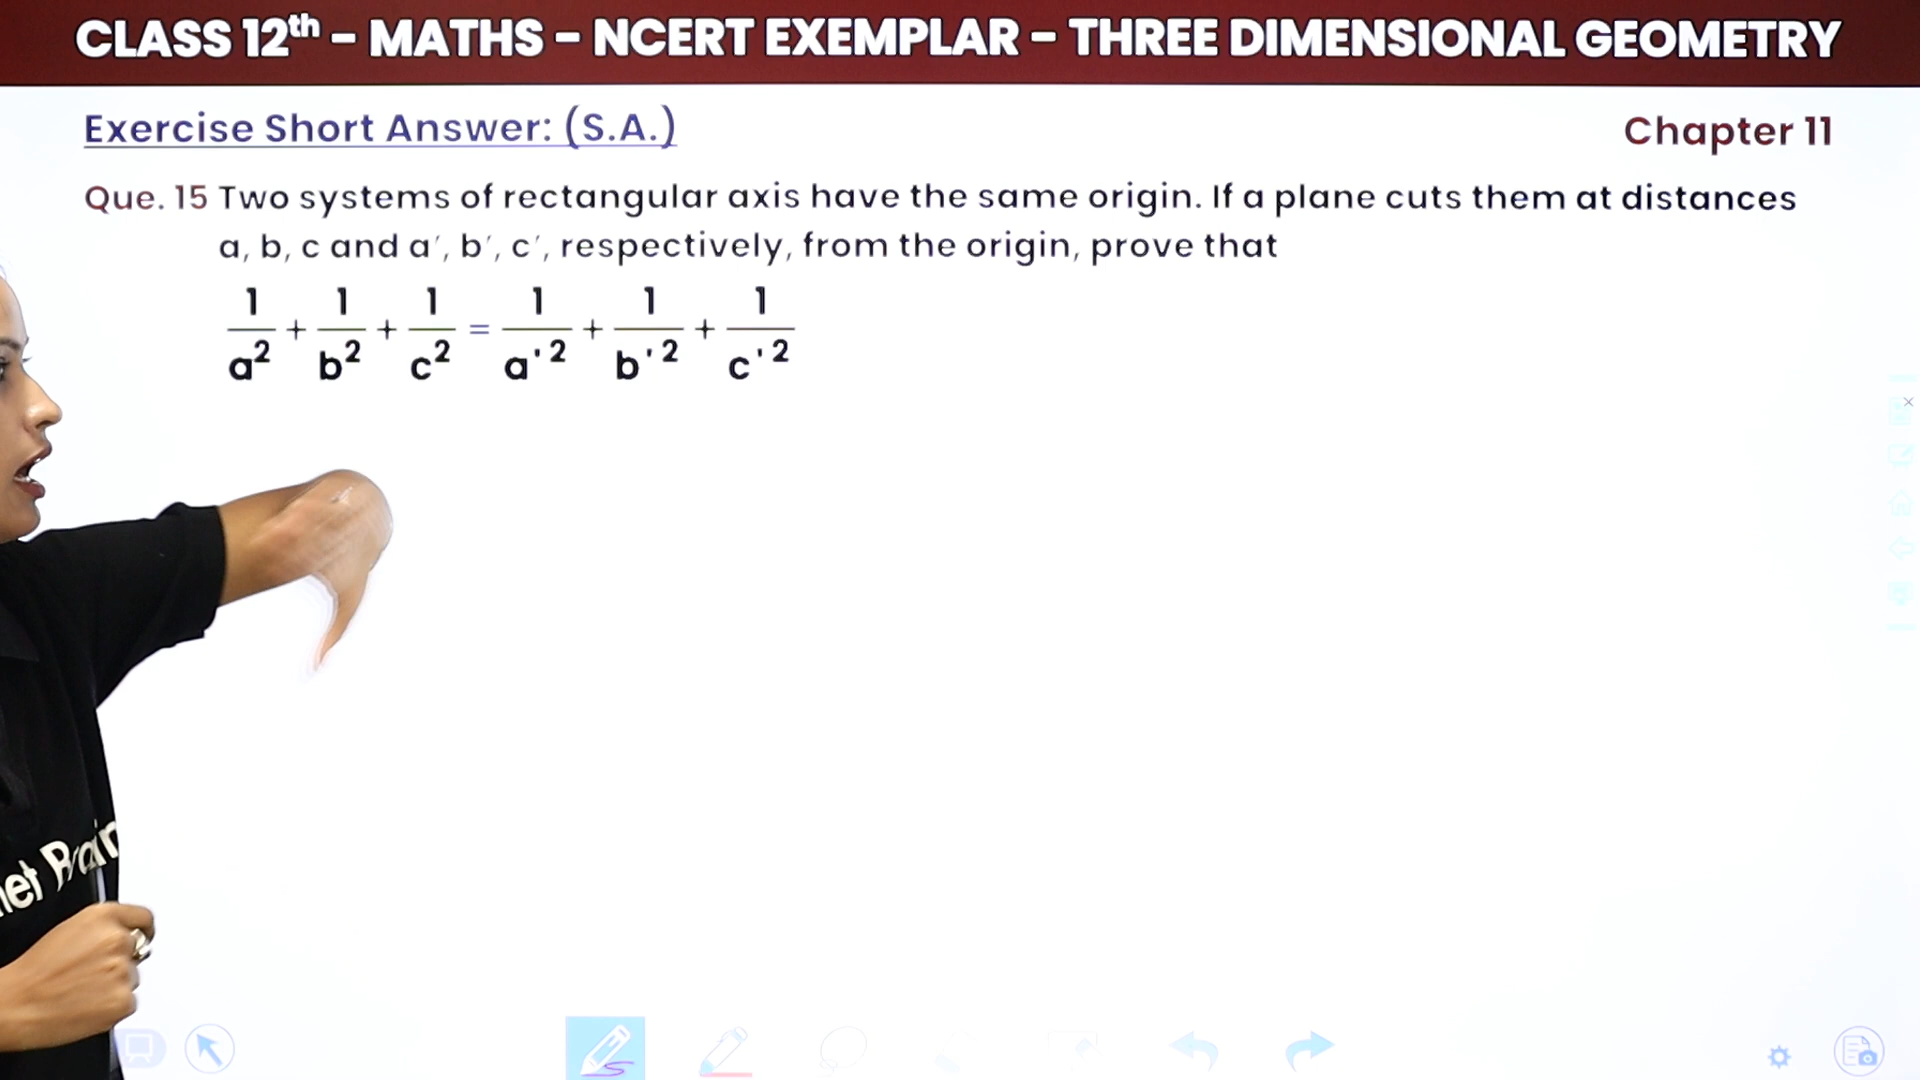 CLASS 12th – MATHS – NCERT EXEMPLAR – THREE DIMENSIONAL GEOMETRY
Exercise Short Answer: (S.A.)
Chapter 11
Que. 15 Two systems of rectangular axis have the same origin. If a plane cuts them at distances
a, b, c and a′, b′, c′, respectively, from the origin, prove that
1/a² + 1/b² + 1/c² = 1/a'² + 1/b'² + 1/c'²